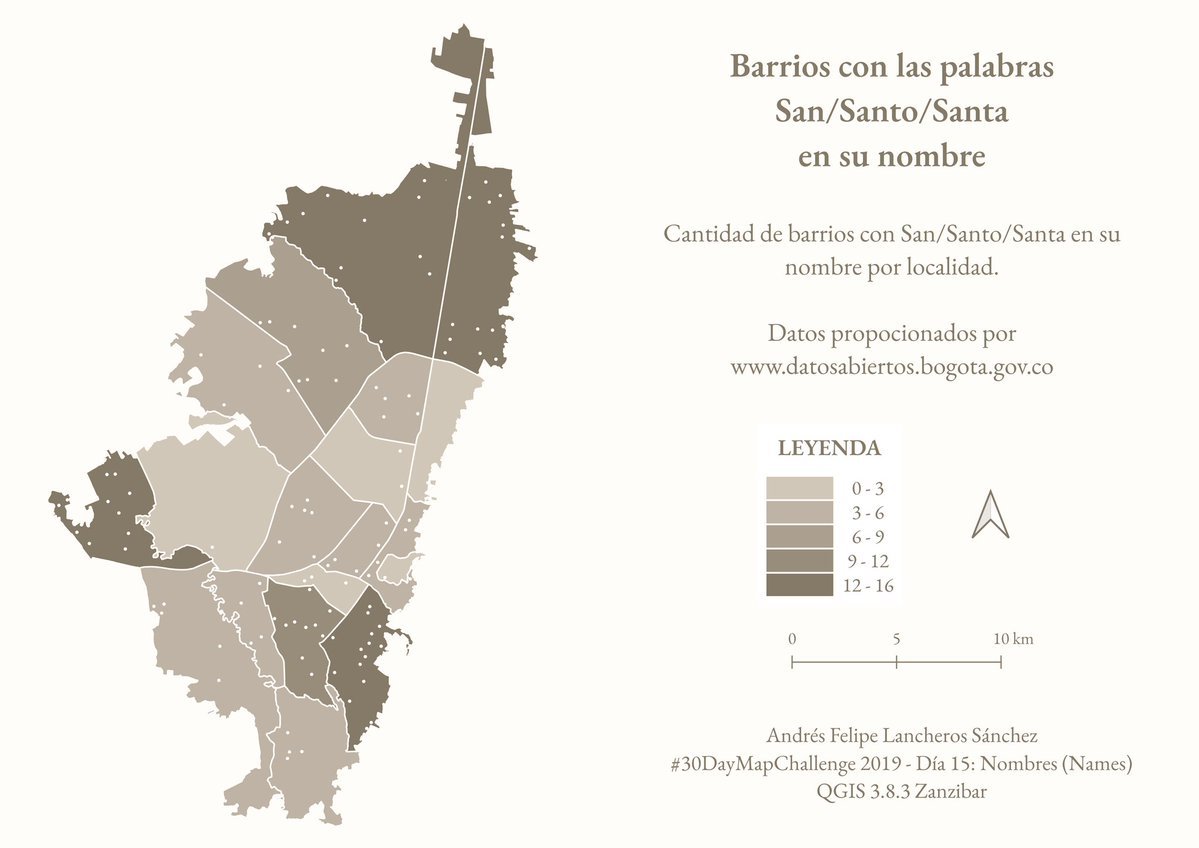 Barrios con las palabras
San/Santo/Santa
en su nombre
Cantidad de barrios con San/Santo/Santa en su
nombre por localidad.
Datos propocionados por
www.datosabiertos.bogota.gov.co
LEYENDA
0 - 3
3 - 6
6 - 9
9 - 12
12 - 16
0 5 10 km
Andrés Felipe Lancheros Sánchez
#30DayMapChallenge 2019 - Día 15: Nombres (Names)
QGIS 3.8.3 Zanzibar